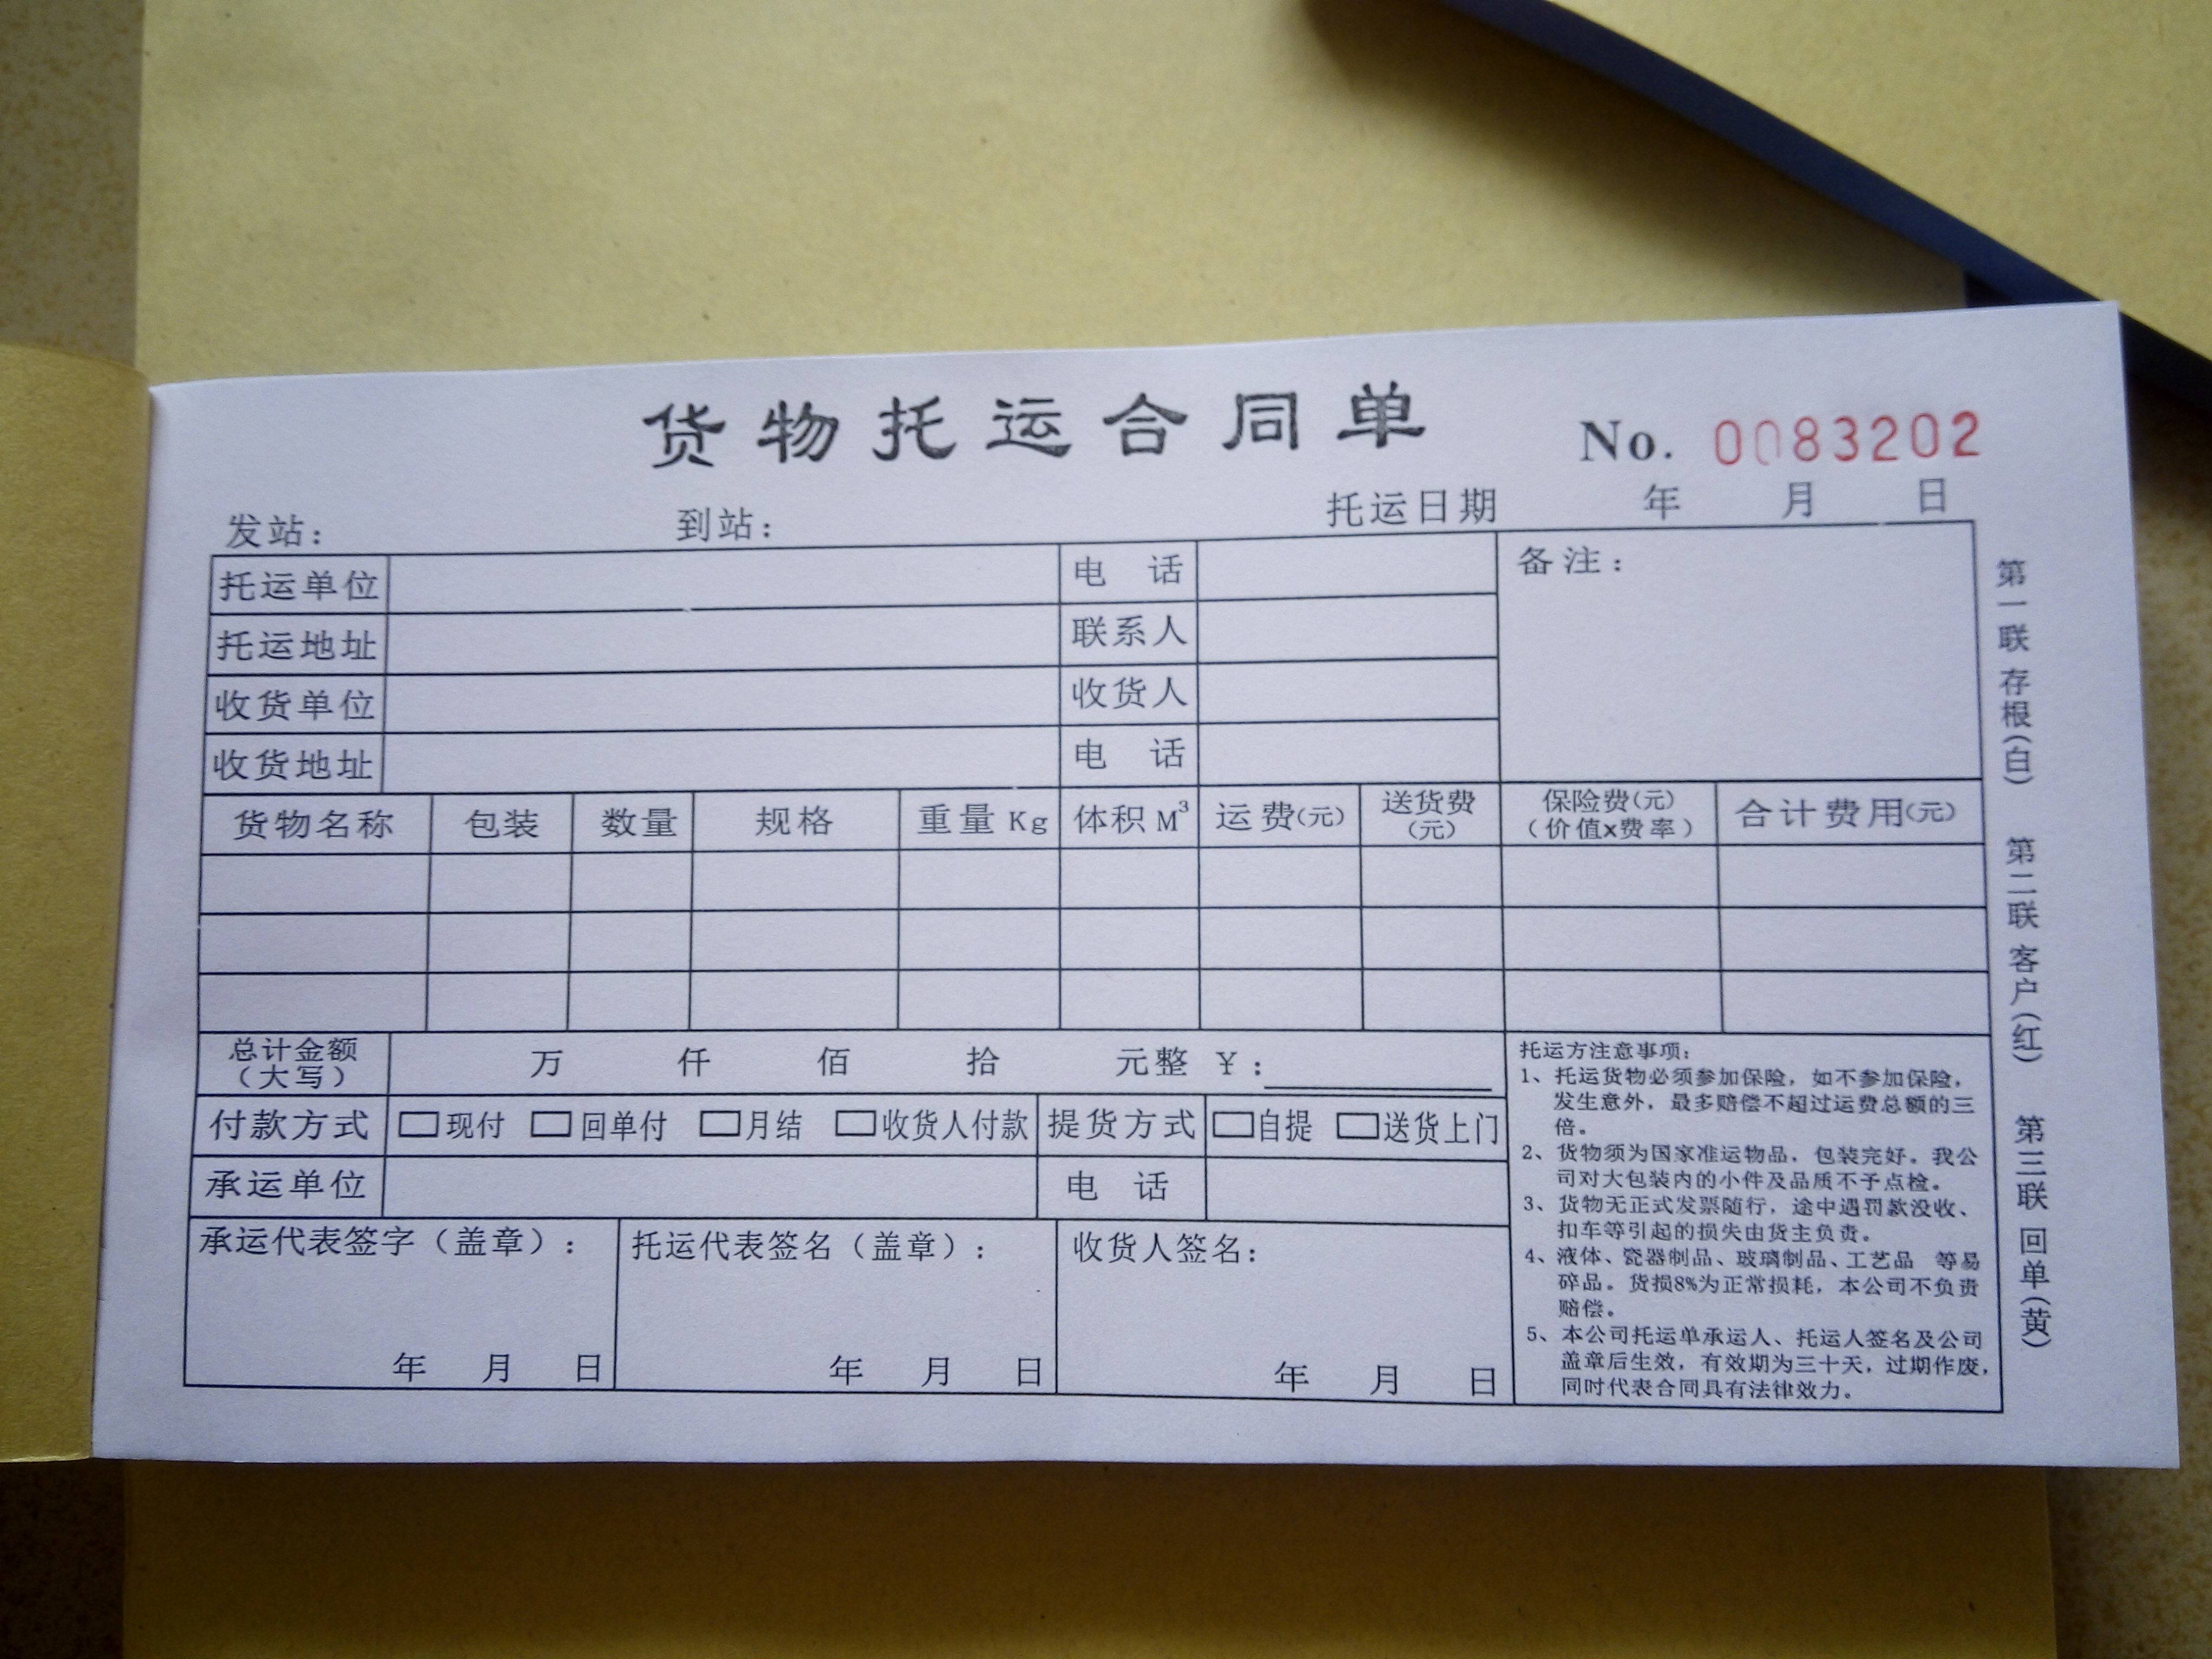 货物托运合同单
No. 0083202
发站： 到站： 托运日期 年 月 日
托运单位 电 话 备注：
托运地址 联系人
收货单位 收货人
收货地址 电 话
货物名称 包装 数量 规格 重量Kg 体积M³ 运费(元) 送货费(元) 保险费(元)（价值x费率） 合计费用(元)
总计金额（大写） 万 仟 佰 拾 元整 ￥：
付款方式 □现付 □回单付 □月结 □收货人付款 提货方式 □自提 □送货上门
承运单位 电 话
承运代表签字（盖章）： 托运代表签名（盖章）： 收货人签名：
年 月 日 年 月 日 年 月 日
托运方注意事项：
1、托运货物必须参加保险，如不参加保险，
发生意外，最多赔偿不超过运费总额的三
倍。
2、货物须为国家准运物品，包装完好。我公
司对大包装内的小件及品质不予点检。
3、货物无正式发票随行，途中遇罚款没收、
扣车等引起的损失由货主负责。
4、液体、瓷器制品、玻璃制品、工艺品 等易
碎品。货损8%为正常损耗，本公司不负责
赔偿。
5、本公司托运单承运人、托运人签名及公司
盖章后生效，有效期为三十天，过期作废，
同时代表合同具有法律效力。
第一联 存根(白) 第二联 客户(红) 第三联 回单(黄)